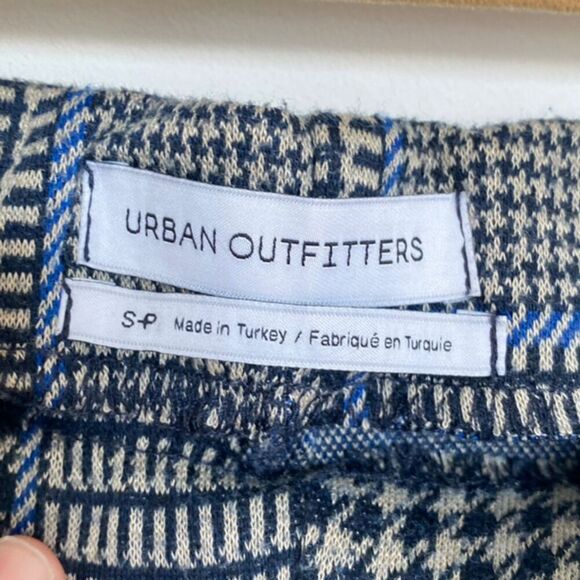 URBAN OUTFITTERS
S-P Made in Turkey / Fabriqué en Turquie